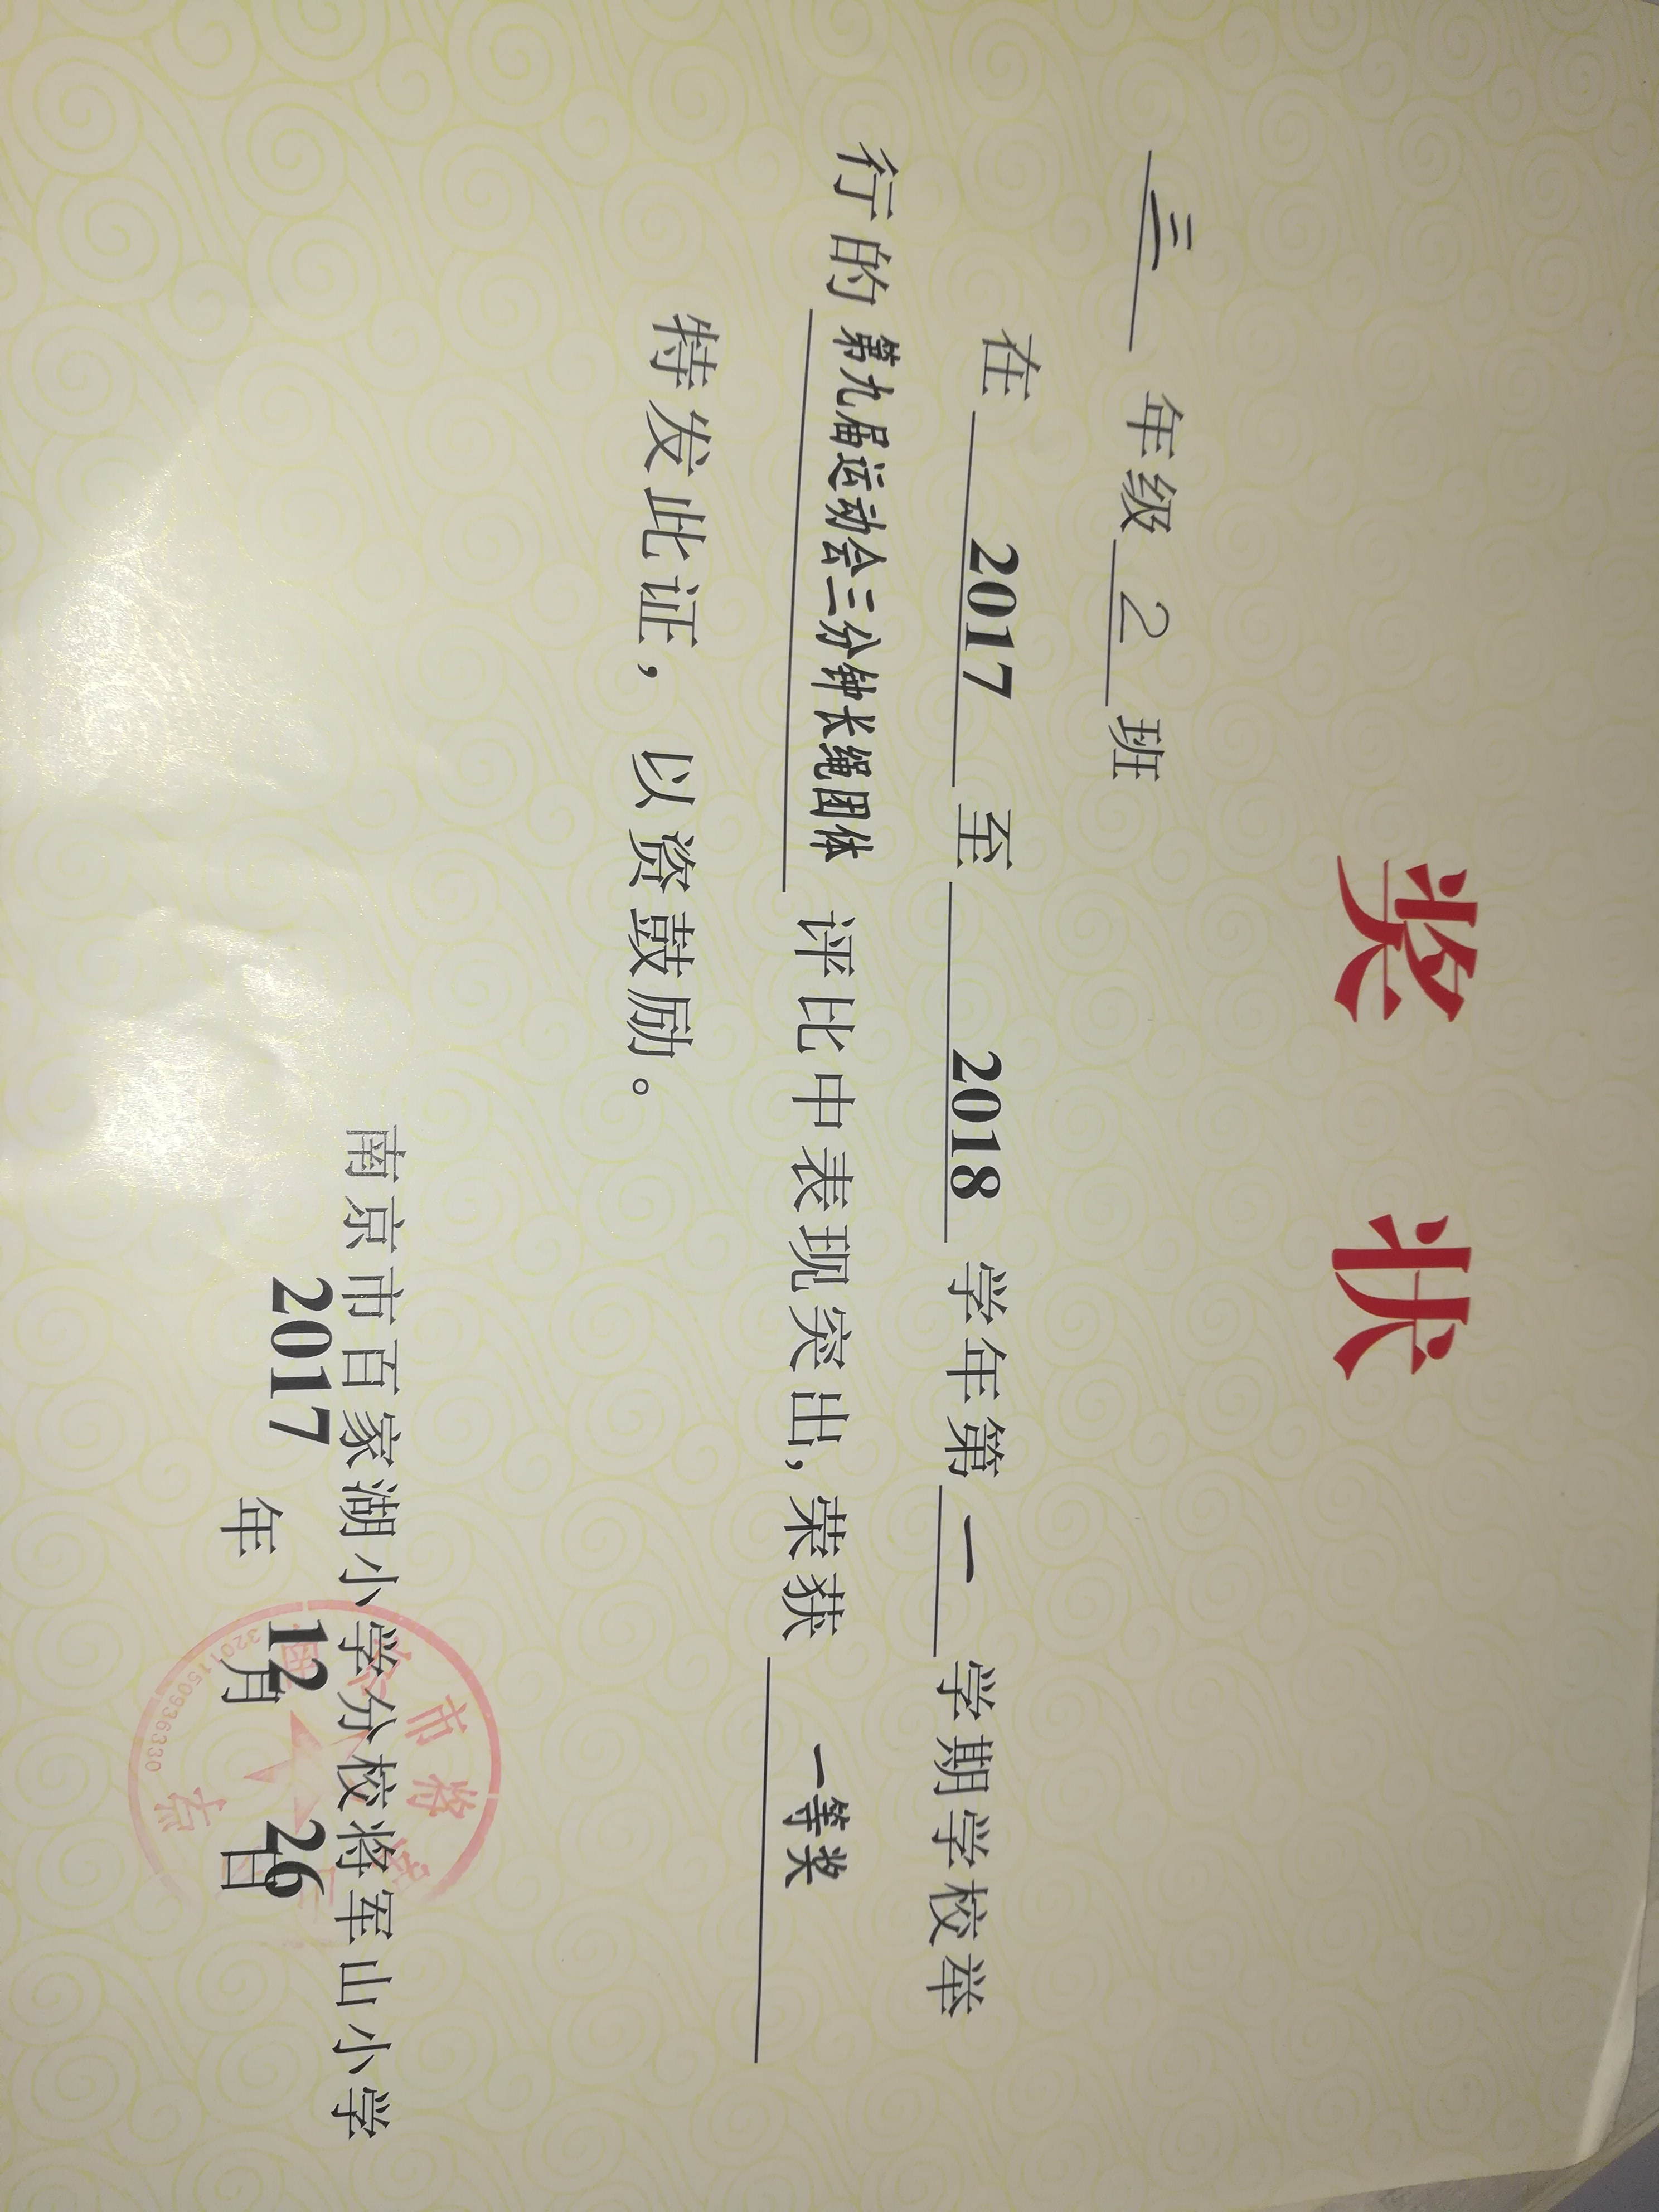 奖 状
三 年级 2 班
在 2017 至 2018 学年第 一 学期学校举
行的 第九届运动会三分钟长绳团体 评比中表现突出，荣获 一等奖
特发此证，以资鼓励。
南京市百家湖小学分校将军山小学
2017 年 12 月 26 日
3201150936330